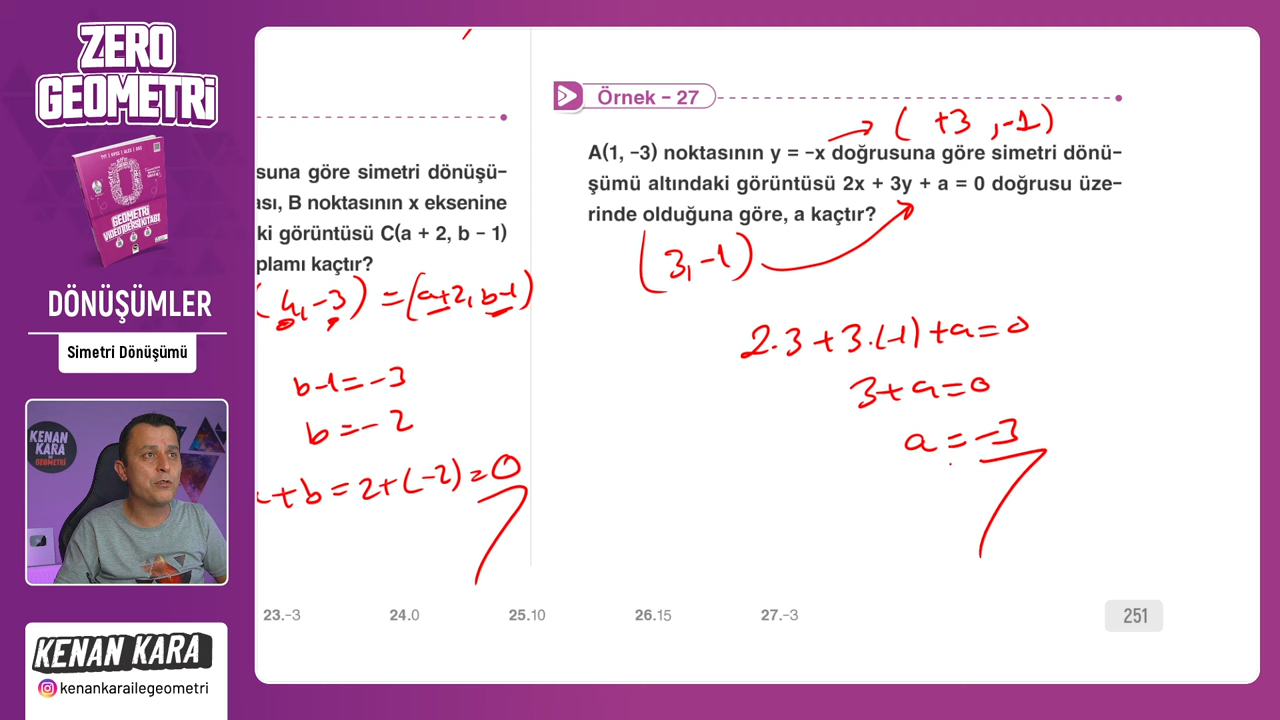 ZERO
GEOMETRİ
GEOMETRİ
VİDEO DERS KİTABI
DÖNÜŞÜMLER
Simetri Dönüşümü
KENAN
KARA
GEOMETRİ
KENAN KARA
kenankarailegeometri
suna göre simetri dönüşü-
ası, B noktasının x eksenine
ki görüntüsü C(a + 2, b - 1)
plamı kaçtır?
(4, -3) = (a+2, b-1)
b-1 = -3
b = -2
+b = 2+(-2) = 0
Örnek - 27
(+3, -1)
A(1, -3) noktasının y = -x doğrusuna göre simetri dönü-
şümü altındaki görüntüsü 2x + 3y + a = 0 doğrusu üze-
rinde olduğuna göre, a kaçtır?
(3, -1)
2.3+3.(-1)+a=0
3+a=0
a=-3
23.-3 24.0 25.10 26.15 27.-3
251